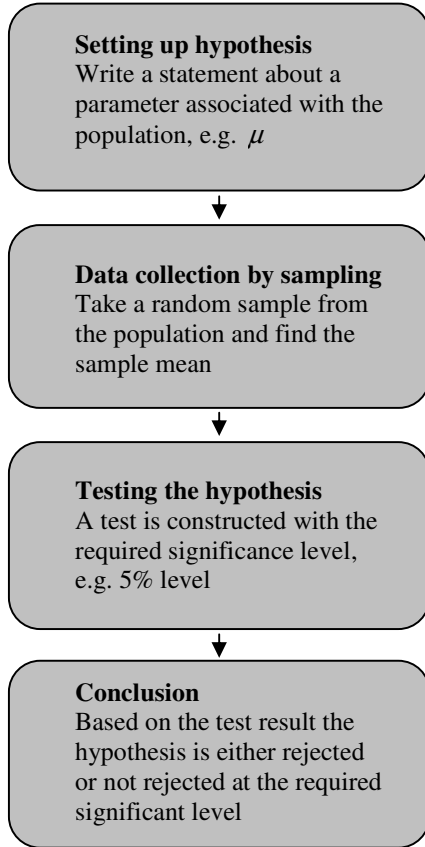 Setting up hypothesis
Write a statement about a
parameter associated with the
population, e.g. μ
Data collection by sampling
Take a random sample from
the population and find the
sample mean
Testing the hypothesis
A test is constructed with the
required significance level,
e.g. 5% level
Conclusion
Based on the test result the
hypothesis is either rejected
or not rejected at the required
significant level